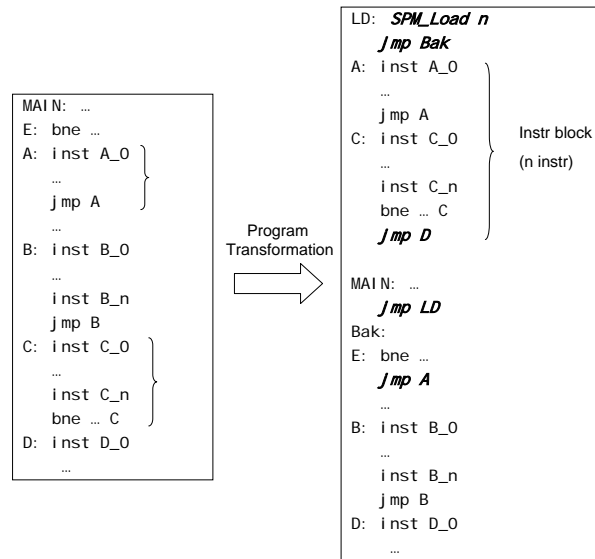 MAIN: …
E: bne …
A: inst A_0
…
jmp A
…
B: inst B_0
…
inst B_n
jmp B
C: inst C_0
…
inst C_n
bne … C
D: inst D_0
…
Program
Transformation
LD: SPM_Load n
jmp Bak
A: inst A_0
…
jmp A
C: inst C_0
…
inst C_n
bne … C
jmp D
Instr block
(n instr)
MAIN: …
jmp LD
Bak:
E: bne …
jmp A
…
B: inst B_0
…
inst B_n
jmp B
D: inst D_0
…